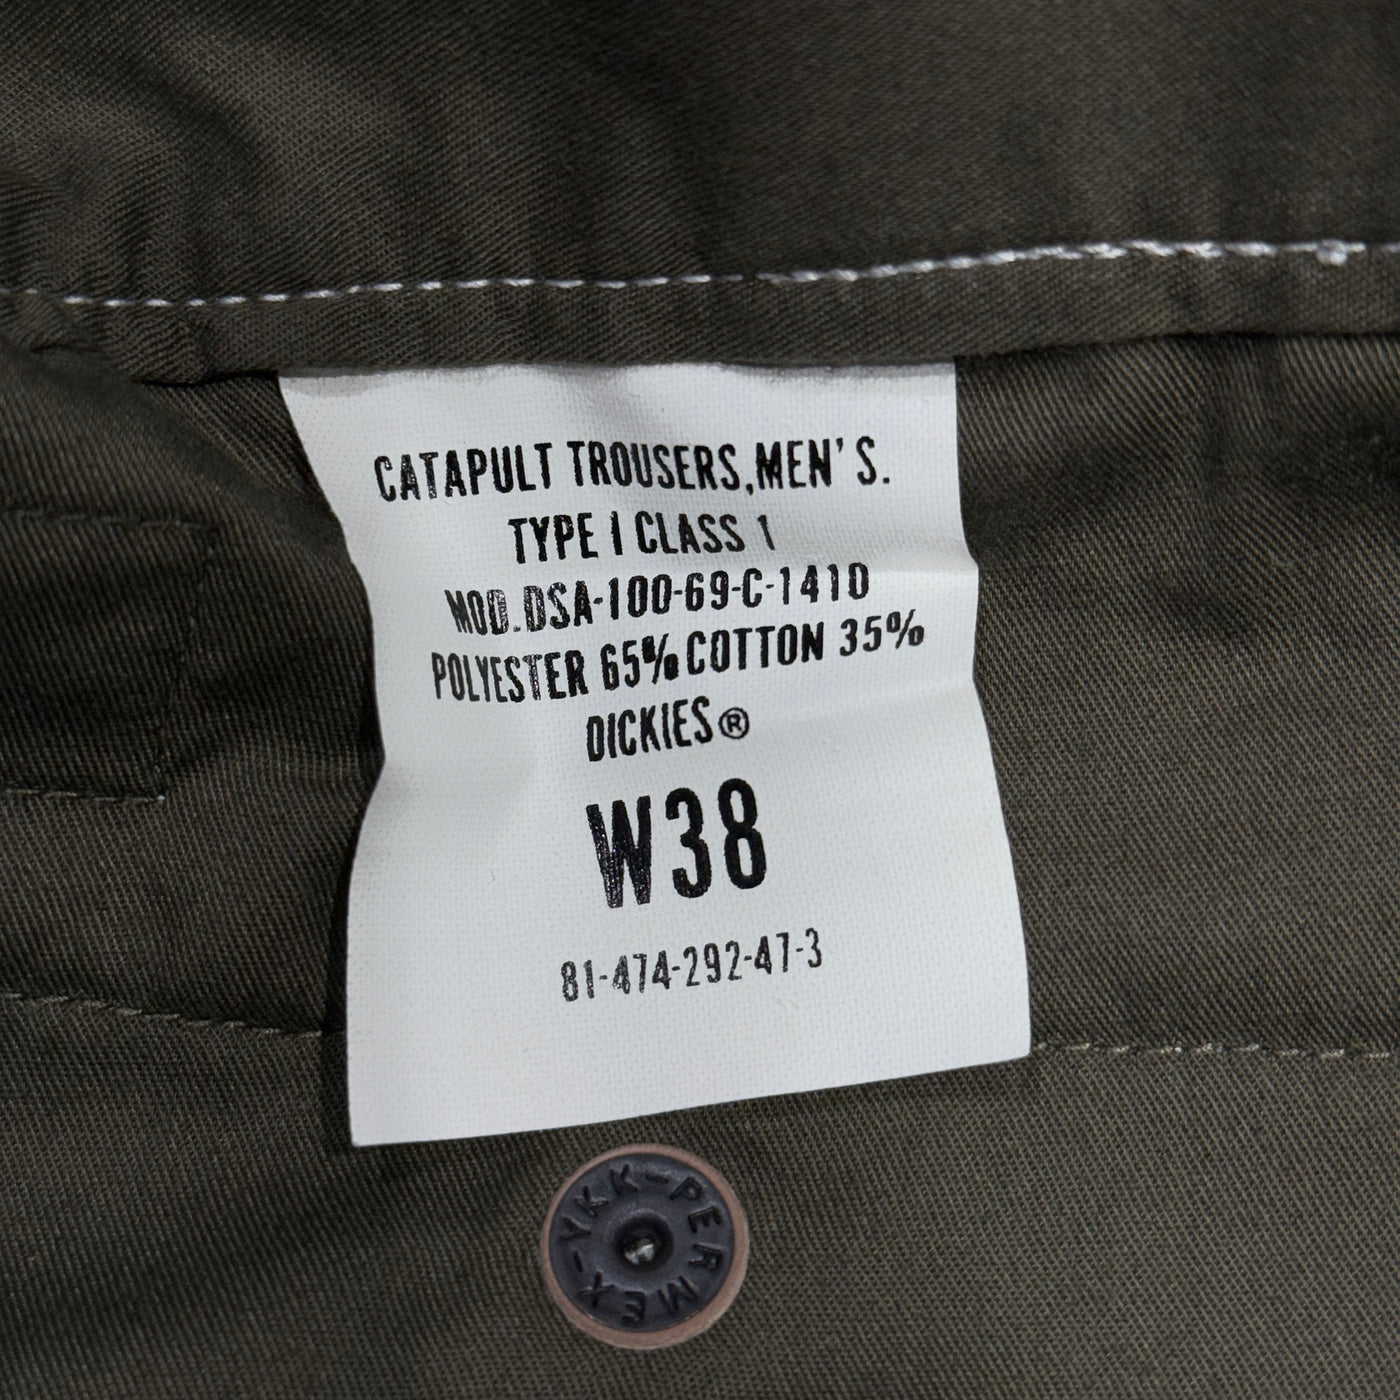 CATAPULT TROUSERS,MEN'S.
TYPE I CLASS 1
MOD.DSA-100-69-C-1410
POLYESTER 65% COTTON 35%
DICKIES®
W38
81-474-292-47-3
YKK-PERMEX-